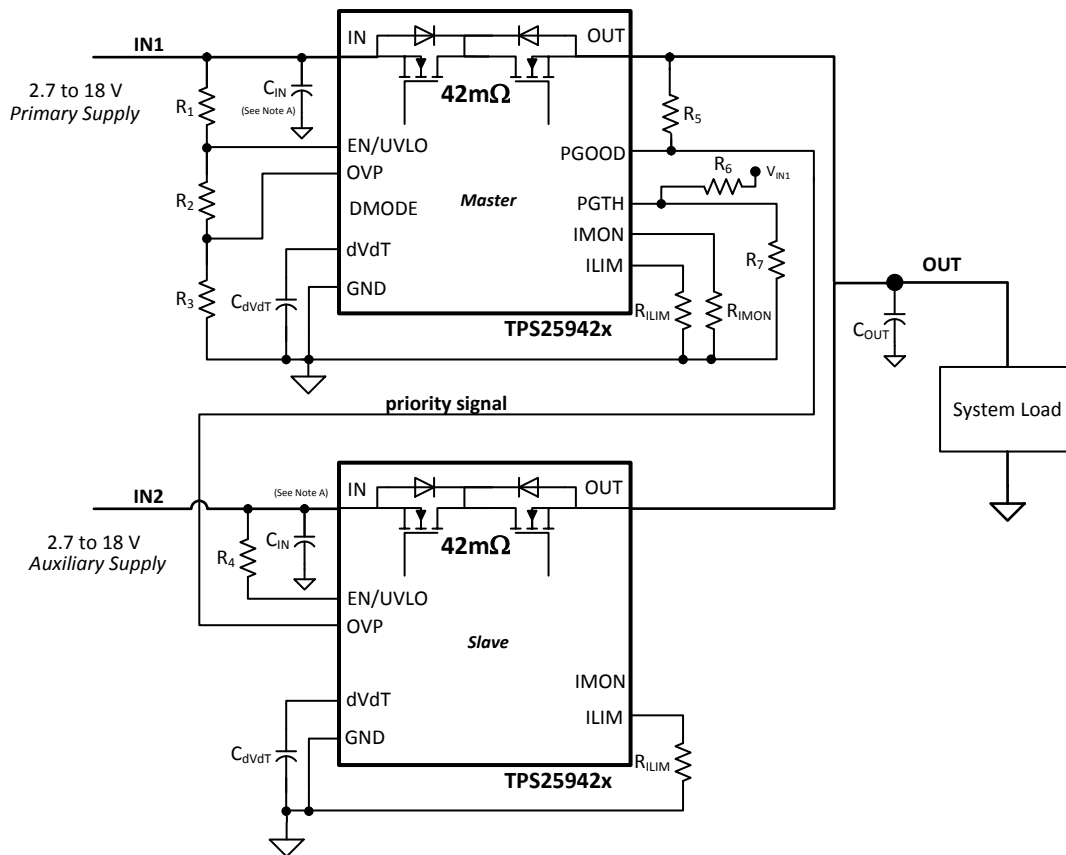 IN1
2.7 to 18 V
Primary Supply
R1
CIN
(See Note A)
R2
R3
CdVdT
IN
OUT
42mΩ
EN/UVLO
OVP
DMODE
dVdT
GND
Master
PGOOD
PGTH
IMON
ILIM
TPS25942x
R5
R6
VIN1
R7
RILIM
RIMON
OUT
COUT
System Load
priority signal
IN2
2.7 to 18 V
Auxiliary Supply
(See Note A)
R4
CIN
CdVdT
IN
OUT
42mΩ
EN/UVLO
OVP
Slave
dVdT
GND
IMON
ILIM
RILIM
TPS25942x